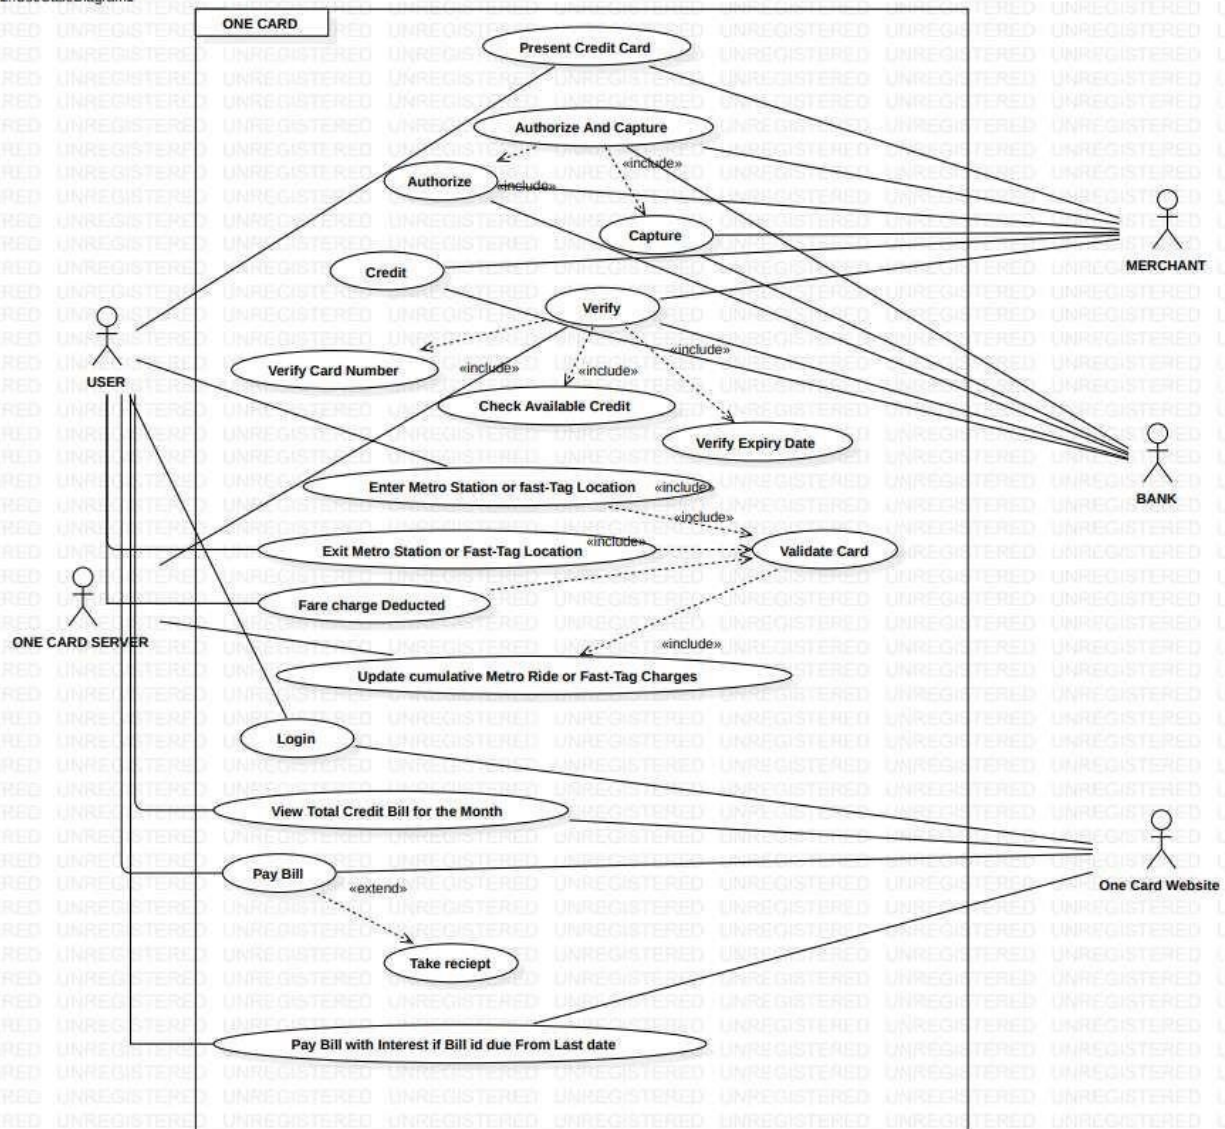 ONE CARD
Present Credit Card
Authorize And Capture
«include»
Authorize
«include»
Capture
MERCHANT
Credit
Verify
«include»
Verify Card Number
«include»
«include»
USER
Check Available Credit
Verify Expiry Date
Enter Metro Station or fast-Tag Location
«include»
BANK
«include»
«include»
Exit Metro Station or Fast-Tag Location
Validate Card
Fare charge Deducted
ONE CARD SERVER
«include»
Update cumulative Metro Ride or Fast-Tag Charges
Login
View Total Credit Bill for the Month
Pay Bill
«extend»
One Card Website
Take reciept
Pay Bill with Interest if Bill id due From Last date
UNREGISTERED